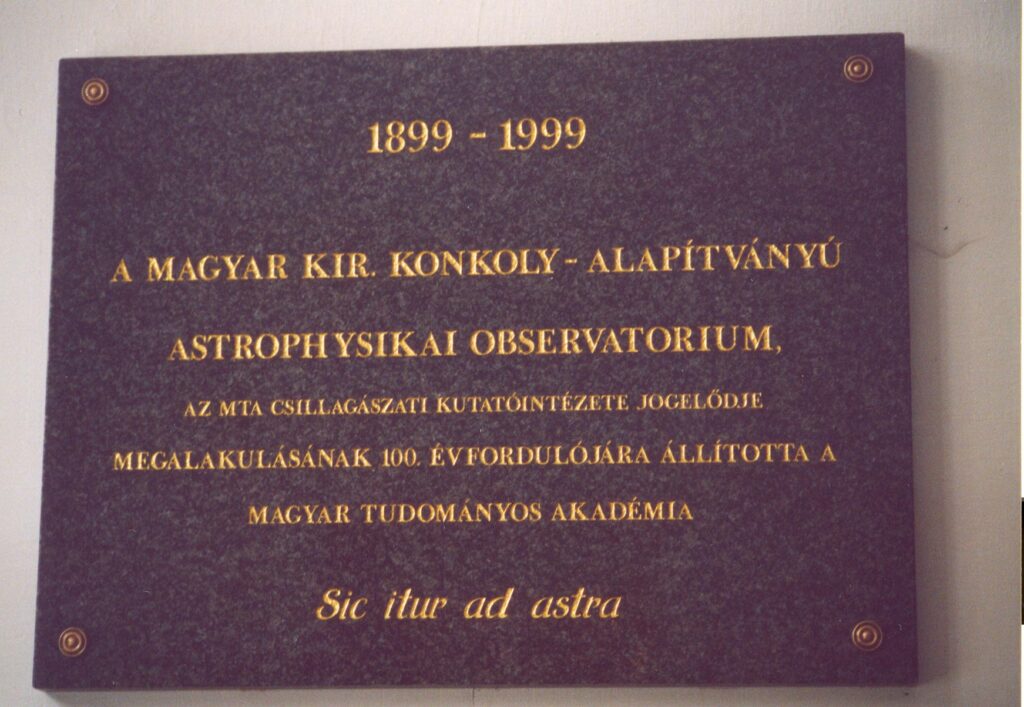 1899 - 1999
A MAGYAR KIR. KONKOLY - ALAPÍTVÁNYÚ
ASTROPHYSIKAI OBSERVATORIUM,
AZ MTA CSILLAGÁSZATI KUTATÓINTÉZETE JOGELŐDJE
MEGALAKULÁSÁNAK 100. ÉVFORDULÓJÁRA ÁLLÍTOTTA A
MAGYAR TUDOMÁNYOS AKADÉMIA
Sic itur ad astra